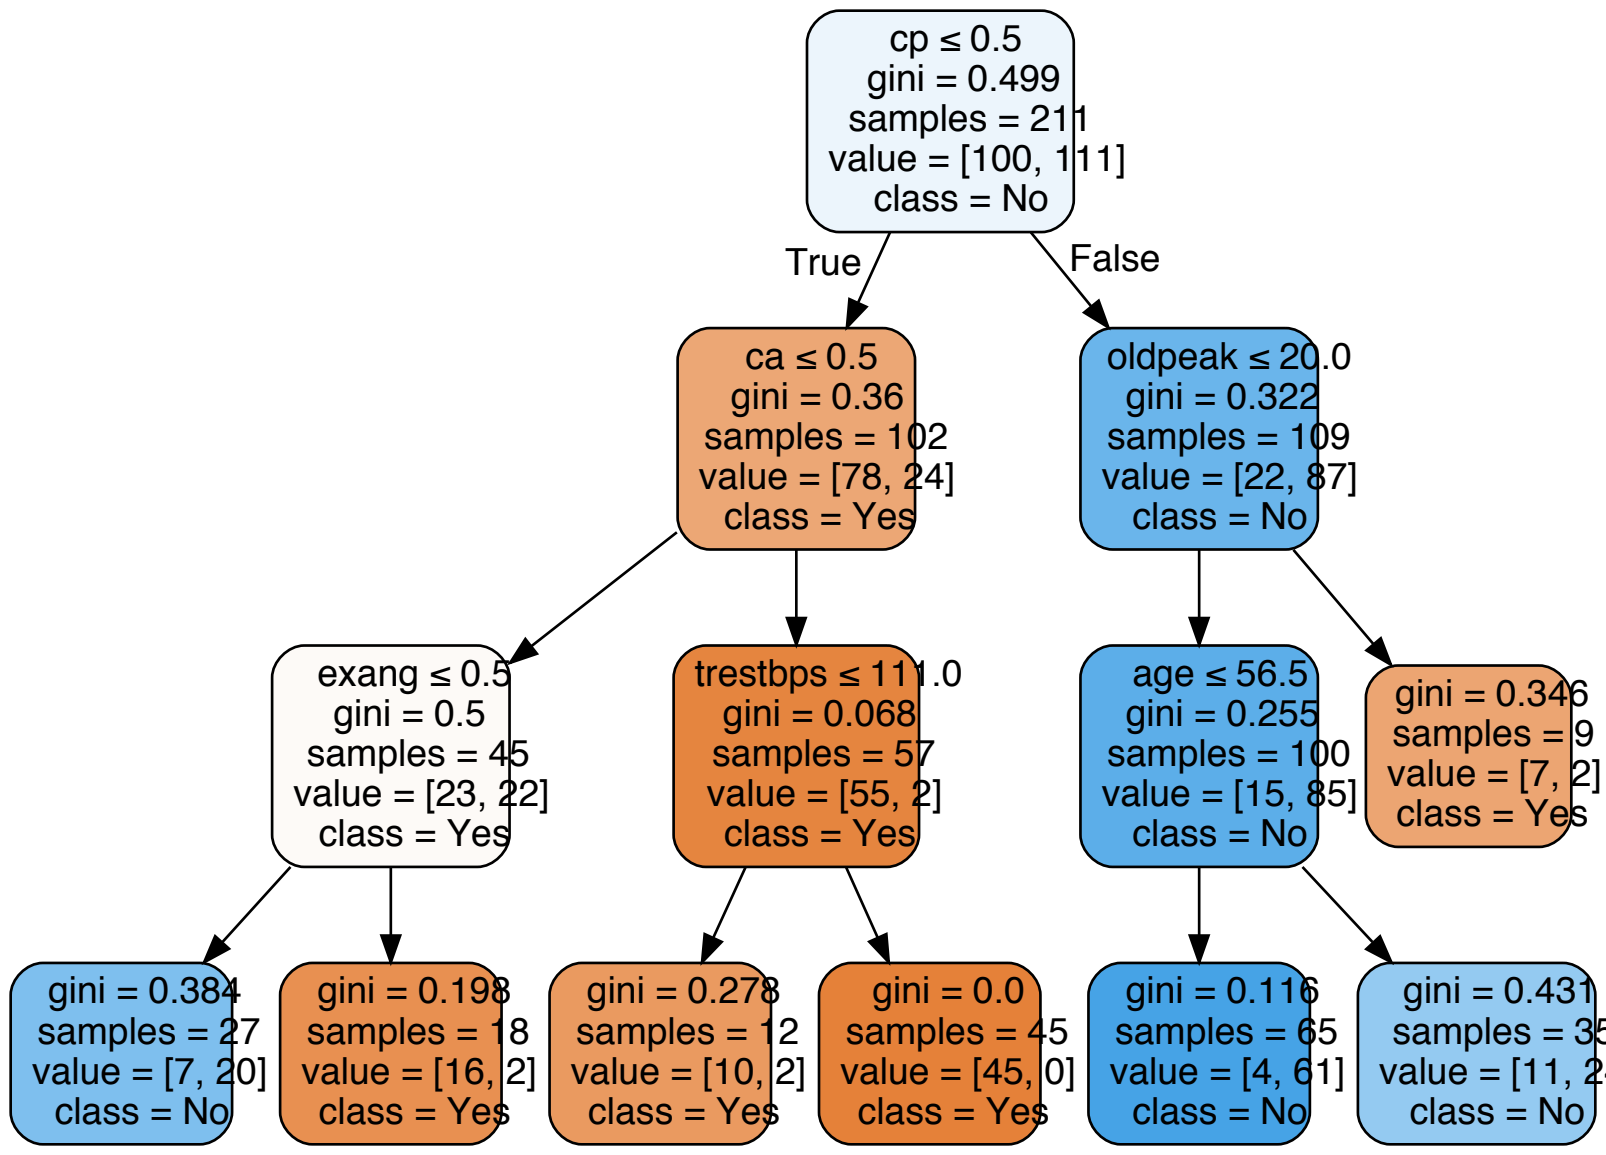 cp ≤ 0.5
gini = 0.499
samples = 211
value = [100, 111]
class = No
True
False
ca ≤ 0.5
gini = 0.36
samples = 102
value = [78, 24]
class = Yes
oldpeak ≤ 20.0
gini = 0.322
samples = 109
value = [22, 87]
class = No
exang ≤ 0.5
gini = 0.5
samples = 45
value = [23, 22]
class = Yes
trestbps ≤ 111.0
gini = 0.068
samples = 57
value = [55, 2]
class = Yes
age ≤ 56.5
gini = 0.255
samples = 100
value = [15, 85]
class = No
gini = 0.346
samples = 9
value = [7, 2]
class = Yes
gini = 0.384
samples = 27
value = [7, 20]
class = No
gini = 0.198
samples = 18
value = [16, 2]
class = Yes
gini = 0.278
samples = 12
value = [10, 2]
class = Yes
gini = 0.0
samples = 45
value = [45, 0]
class = Yes
gini = 0.116
samples = 65
value = [4, 61]
class = No
gini = 0.431
samples = 35
value = [11,
class = No